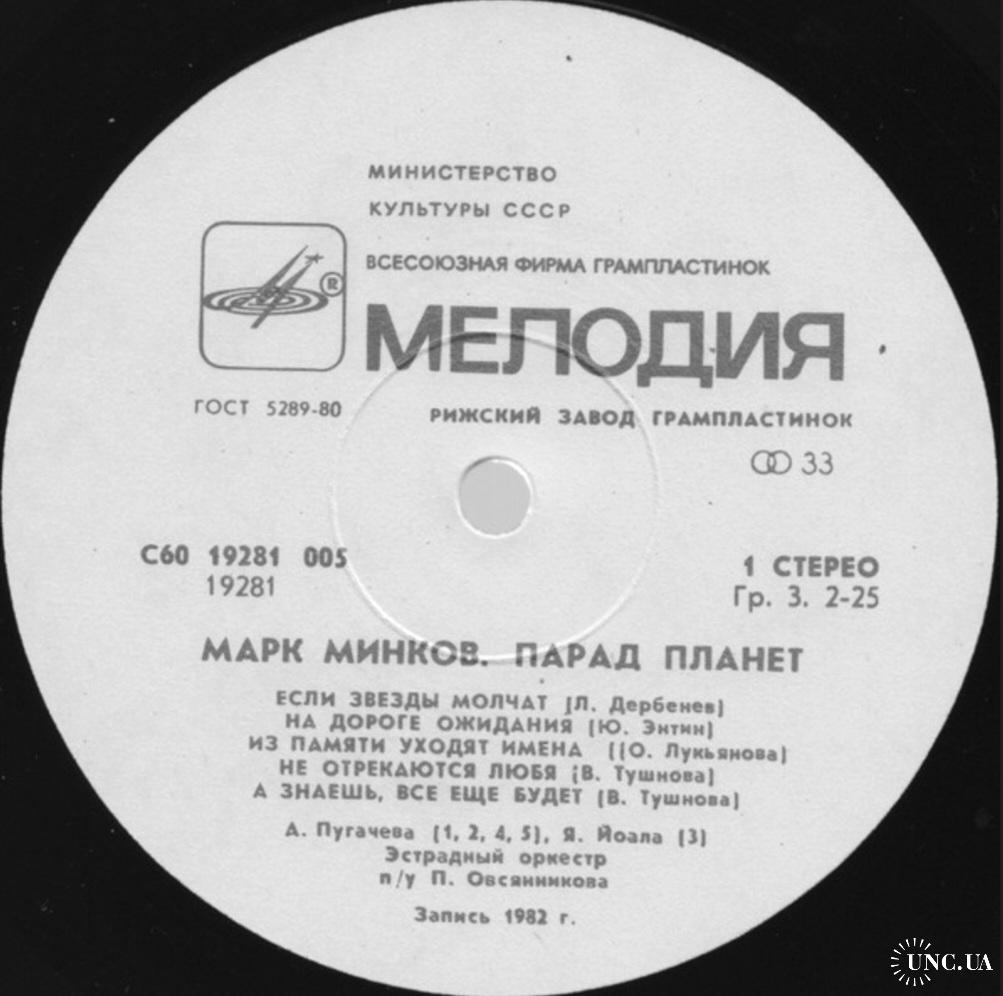 МИНИСТЕРСТВО
КУЛЬТУРЫ СССР
ВСЕСОЮЗНАЯ ФИРМА ГРАМПЛАСТИНОК
®
МЕЛОДИЯ
ГОСТ 5289-80
РИЖСКИЙ ЗАВОД ГРАМПЛАСТИНОК
33
С60 19281 005
19281
1 СТЕРЕО
Гр. 3. 2-25
МАРК МИНКОВ. ПАРАД ПЛАНЕТ
ЕСЛИ ЗВЕЗДЫ МОЛЧАТ (Л. Дербенев)
НА ДОРОГЕ ОЖИДАНИЯ (Ю. Энтин)
ИЗ ПАМЯТИ УХОДЯТ ИМЕНА ((О. Лукьянова)
НЕ ОТРЕКАЮТСЯ ЛЮБЯ (В. Тушнова)
А ЗНАЕШЬ, ВСЕ ЕЩЕ БУДЕТ (В. Тушнова)
А. Пугачева (1, 2, 4, 5), Я. Йоала (3)
Эстрадный оркестр
п/у П. Овсянникова
Запись 1982 г.
UNC.UA